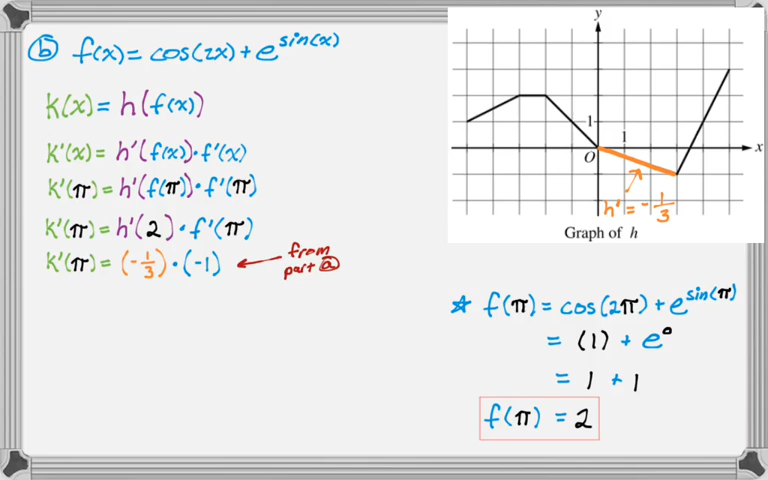 ⓑ f(x) = cos(2x) + e^sin(x)
K(x) = h(f(x))
K'(x) = h'(f(x)) · f'(x)
K'(π) = h'(f(π)) · f'(π)
K'(π) = h'(2) · f'(π)
K'(π) = (-1/3) · (-1) ← from part ⓐ
y
1
1
O
x
h' = -1/3
Graph of h
☆ f(π) = cos(2π) + e^sin(π)
= (1) + e^0
= 1 + 1
f(π) = 2